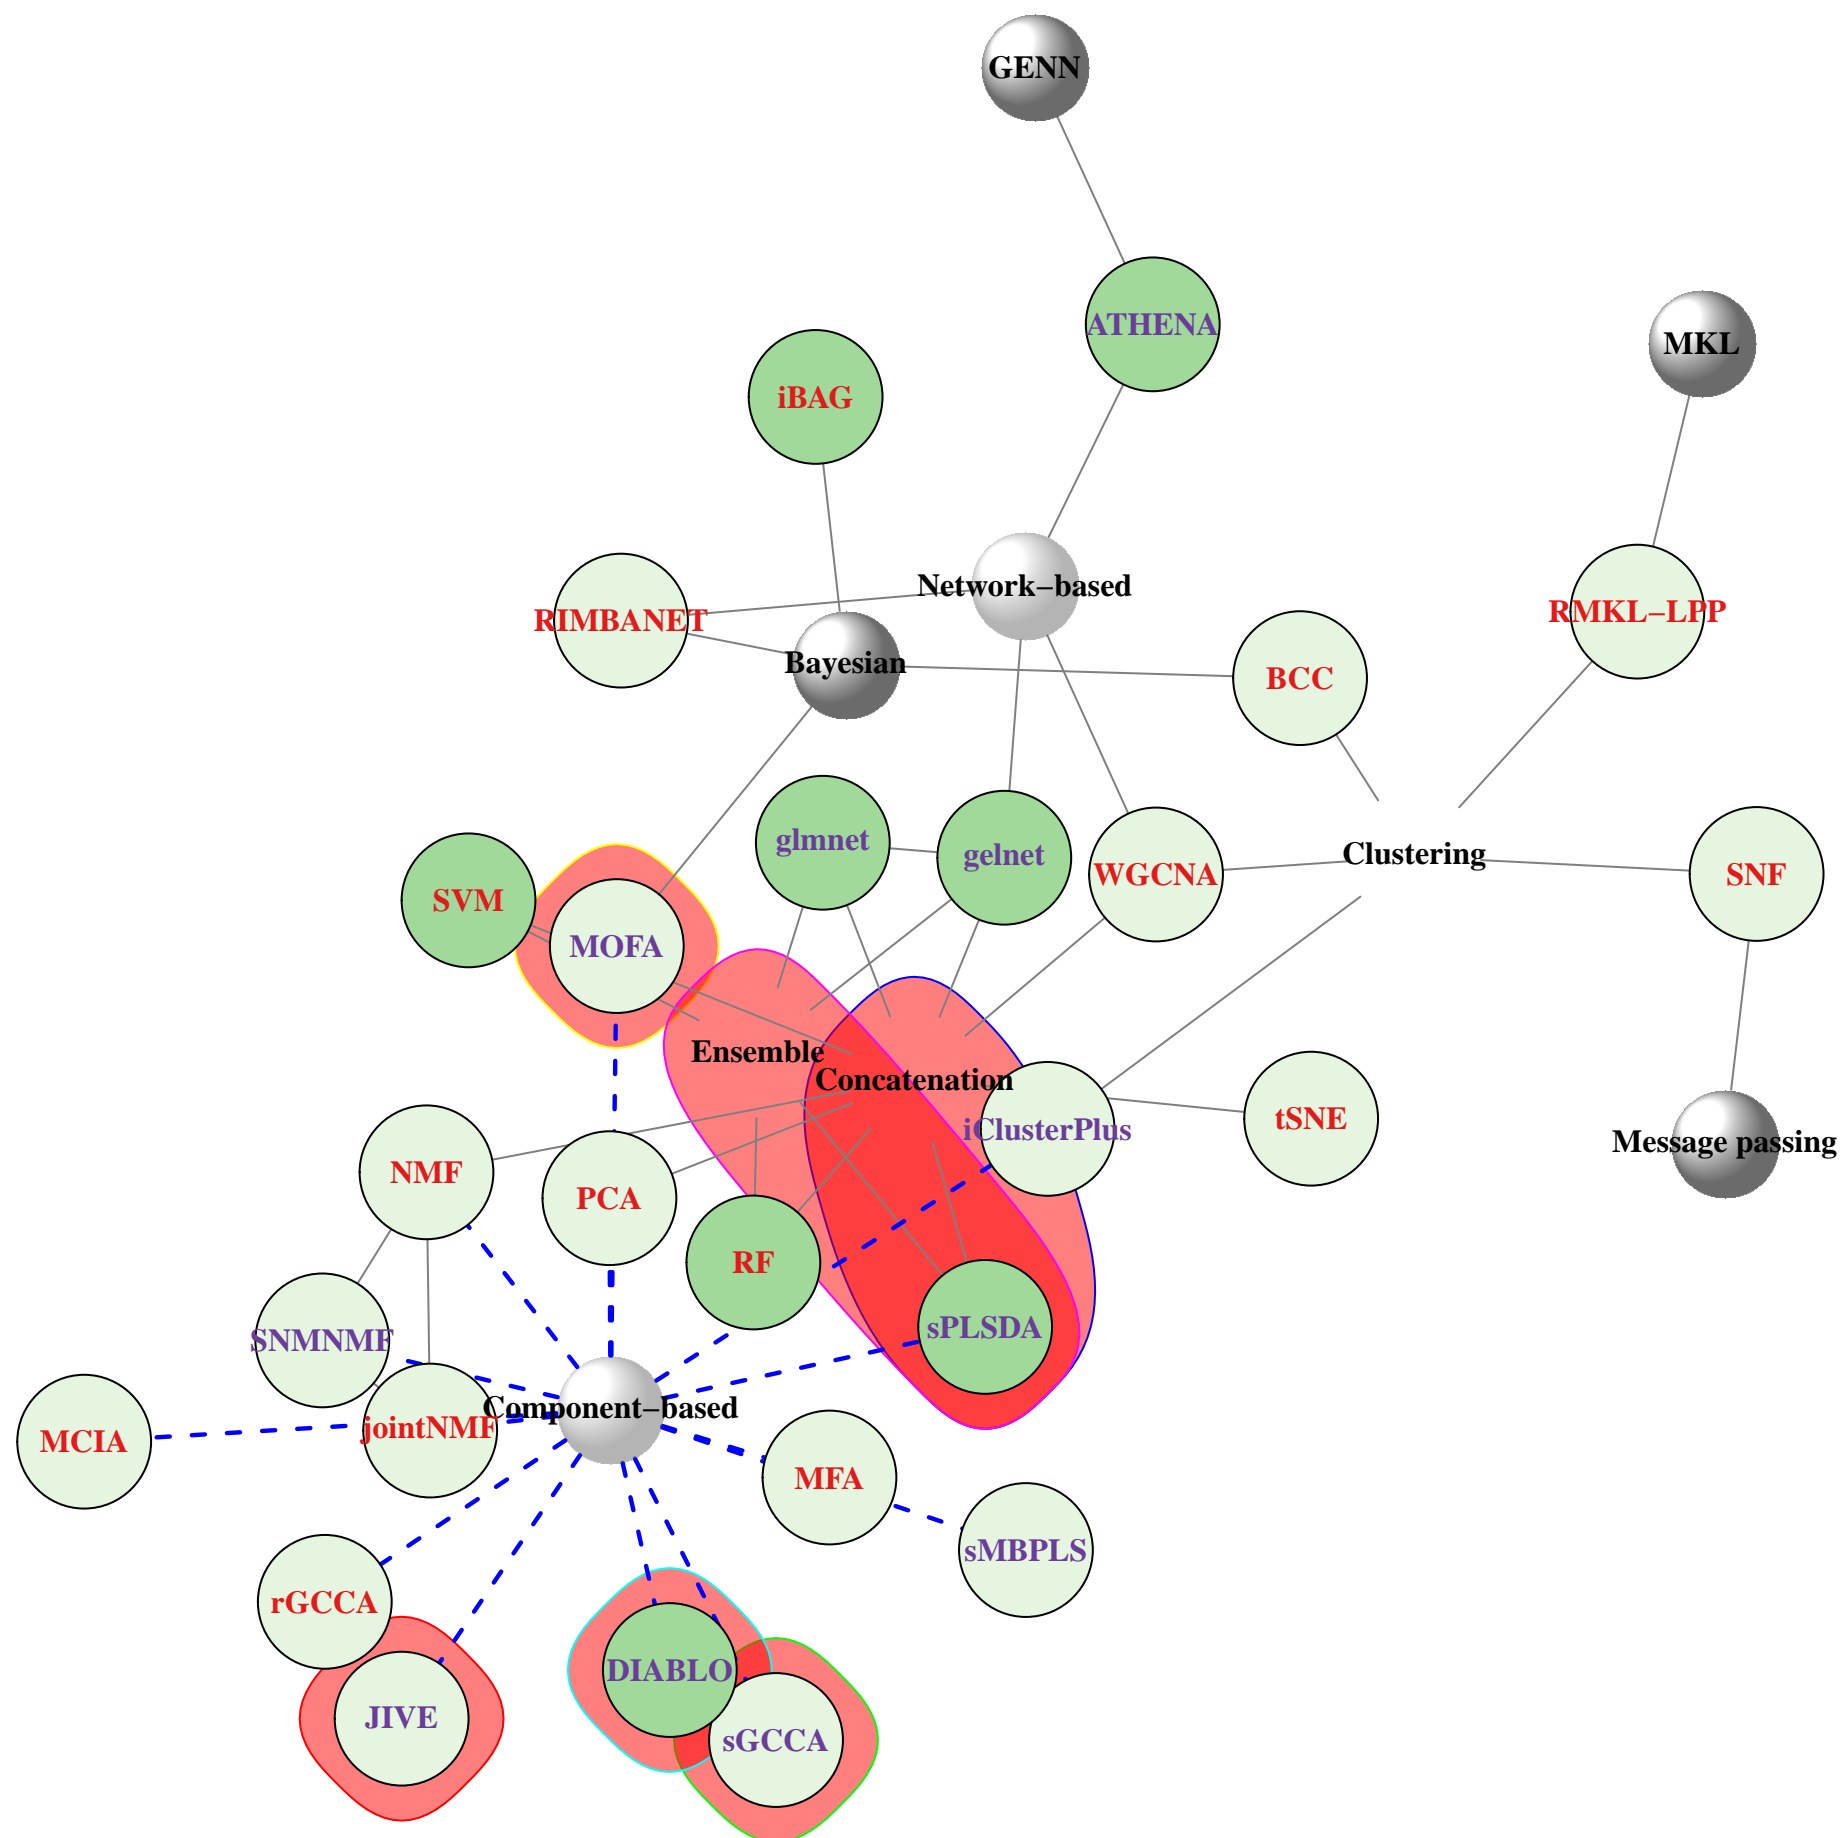 GENN
ATHENA
MKL
iBAG
Network−based
RMKL−LPP
RIMBANET
Bayesian
BCC
glmnet
gelnet
Clustering
WGCNA
SNF
SVM
MOFA
Ensemble
Concatenation
iClusterPlus
tSNE
Message passing
NMF
PCA
RF
sPLSDA
SNMNMF
Component−based
MCIA
jointNMF
MFA
sMBPLS
rGCCA
DIABLO
JIVE
sGCCA